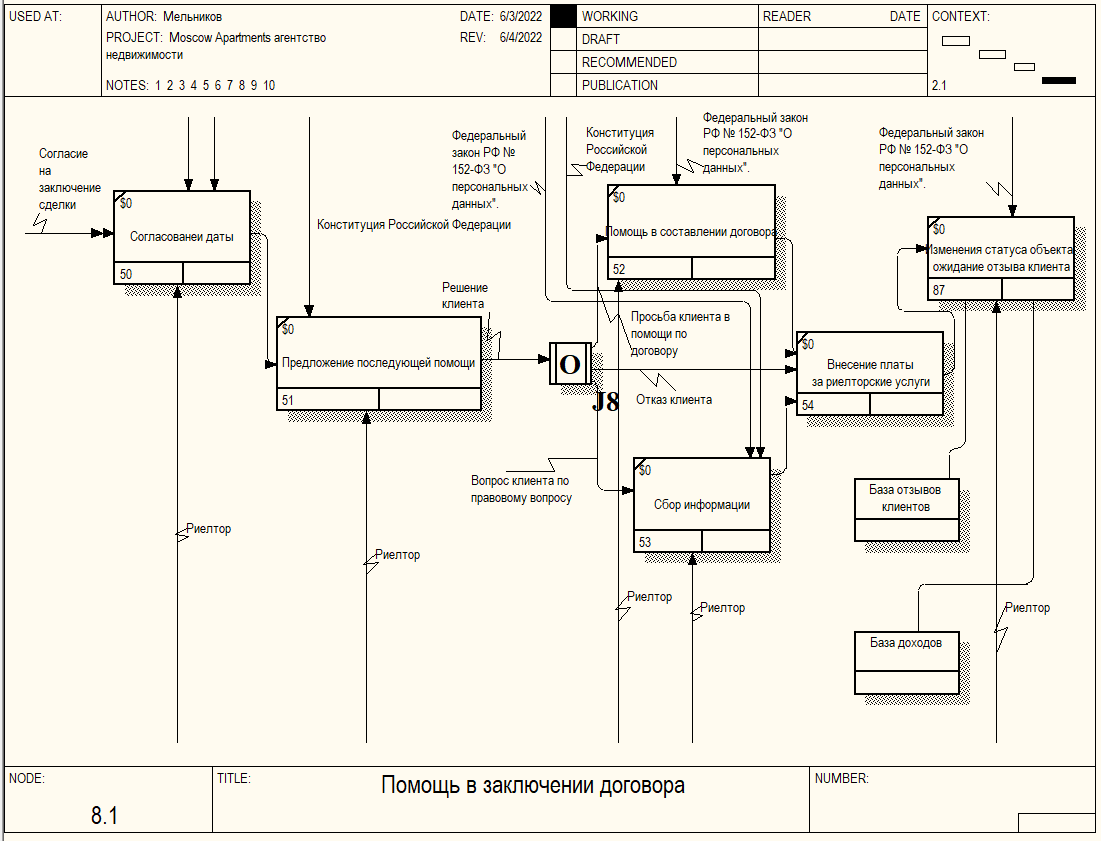 USED AT:
AUTHOR: Мельников
DATE: 6/3/2022
PROJECT: Moscow Apartments агентство
недвижимости
REV: 6/4/2022
NOTES: 1 2 3 4 5 6 7 8 9 10
WORKING
DRAFT
RECOMMENDED
PUBLICATION
READER
DATE
CONTEXT:
2.1
Согласие
на
заключение
сделки
$0
Согласованеи даты
50
Конституция Российской Федерации
$0
Предложение последующей помощи
51
Решение
клиента
Федеральный
закон РФ №
152-ФЗ "О
персональных
данных".
Конституция
Российской
Федерации
Федеральный закон
РФ № 152-ФЗ "О
персональных
данных".
$0
Помощь в составлении договора
52
Федеральный закон
РФ № 152-ФЗ "О
персональных
данных".
$0
Изменения статуса объекта
ожидание отзыва клиента
87
O
J8
Просьба клиента в
помощи по
договору
Отказ клиента
$0
Внесение платы
за риелторские услуги
54
Вопрос клиента по
правовому вопросу
$0
Сбор информации
53
База отзывов
клиентов
База доходов
Риелтор
Риелтор
Риелтор
Риелтор
Риелтор
NODE:
8.1
TITLE:
Помощь в заключении договора
NUMBER: